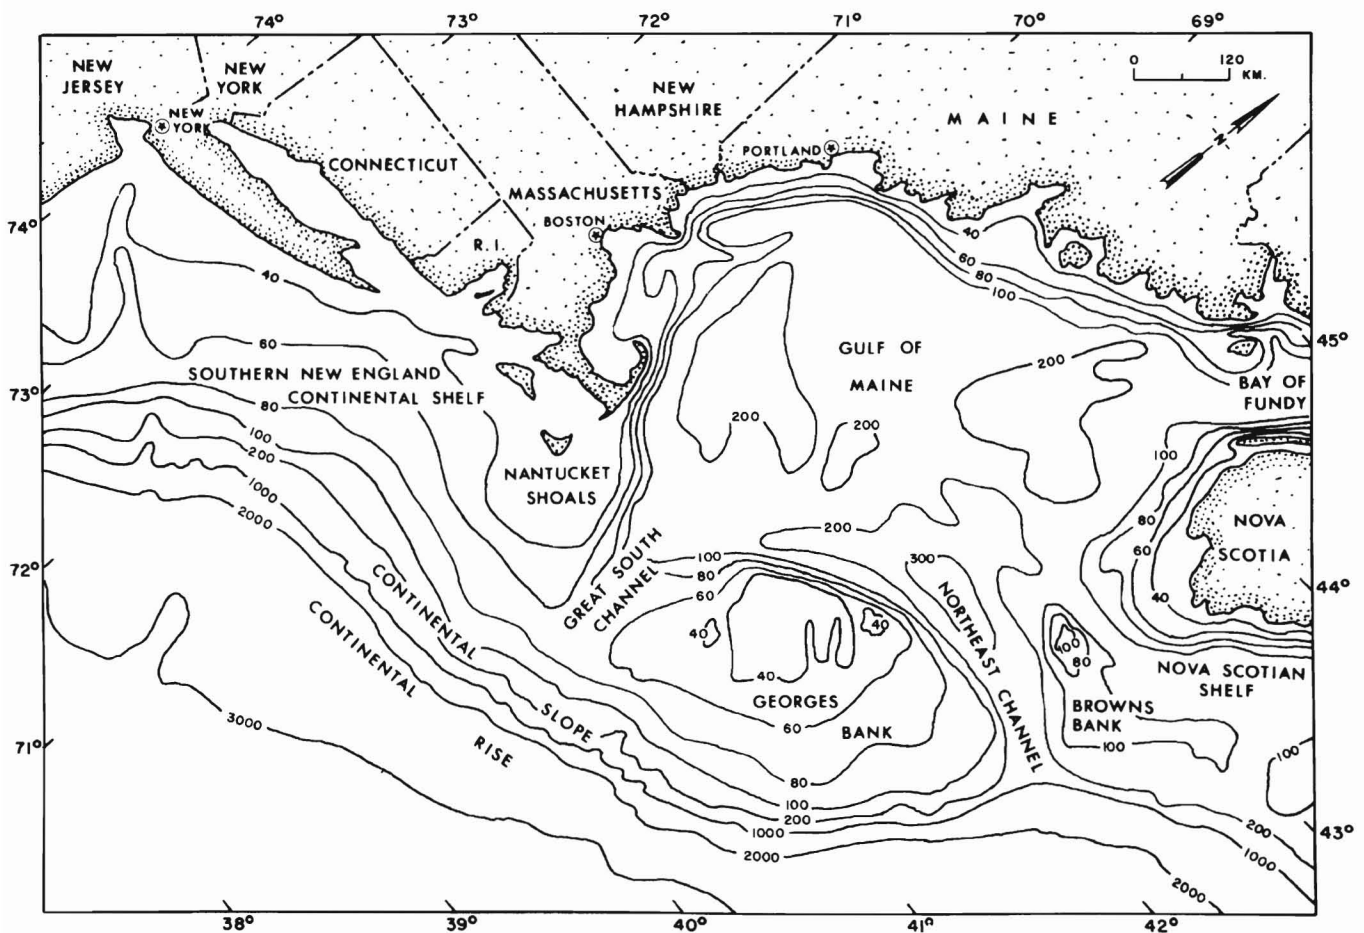 74° 73° 72° 71° 70° 69°
NEW
JERSEY
NEW
YORK
NEW
YORK
CONNECTICUT
NEW
HAMPSHIRE
MAINE
0 120
KM.
N
PORTLAND
MASSACHUSETTS
BOSTON
R.I.
74°
40
40
60
80
100
60
SOUTHERN NEW ENGLAND
CONTINENTAL SHELF
GULF OF
MAINE
200
45°
BAY OF
FUNDY
73°
80
100
200
1000
2000
200
200
100
NANTUCKET
SHOALS
80
60
40
NOVA
SCOTIA
200
300
72°
44°
CONTINENTAL
SLOPE
CONTINENTAL
RISE
GREAT SOUTH
CHANNEL
100
80
60
40
40
40
GEORGES
BANK
60
80
100
200
1000
2000
NORTHEAST CHANNEL
100
80
BROWNS
BANK
100
NOVA SCOTIAN
SHELF
100
3000
71°
200
1000
2000
43°
38° 39° 40° 41° 42°